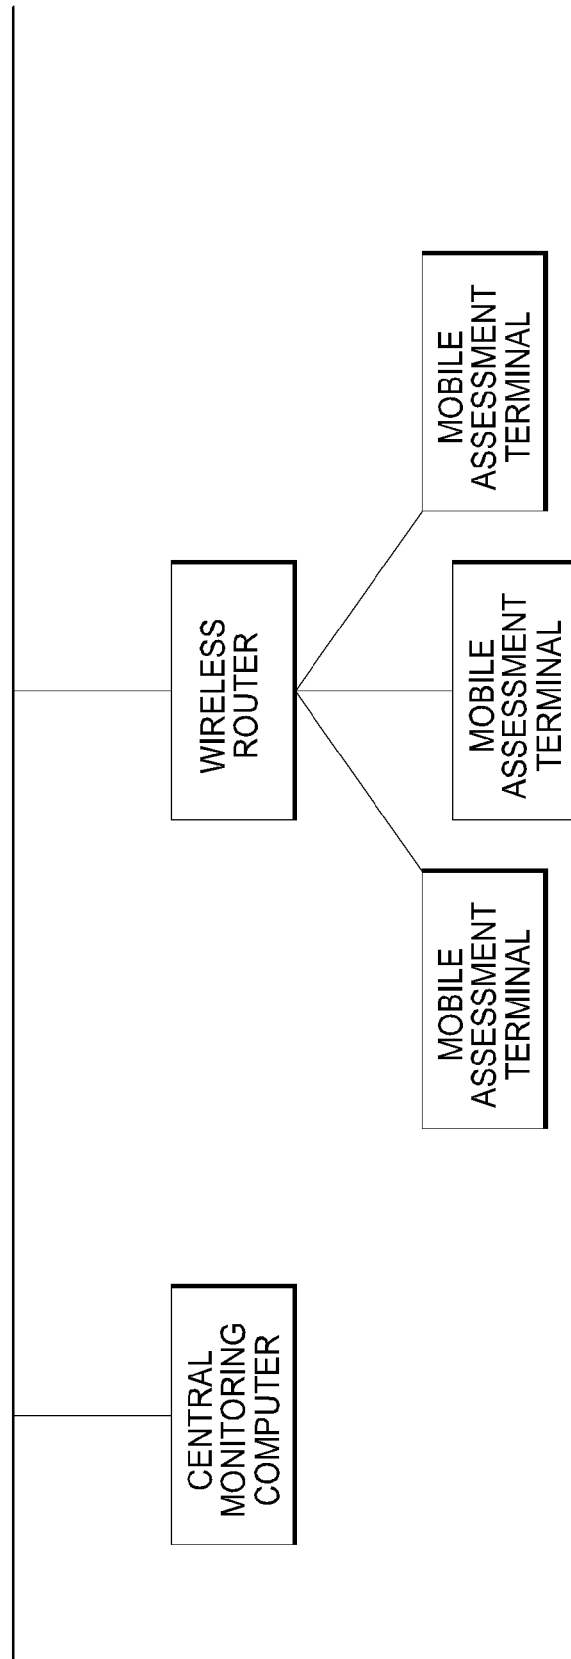 CENTRAL
MONITORING
COMPUTER
WIRELESS
ROUTER
MOBILE
ASSESSMENT
TERMINAL
MOBILE
ASSESSMENT
TERMINAL
MOBILE
ASSESSMENT
TERMINAL